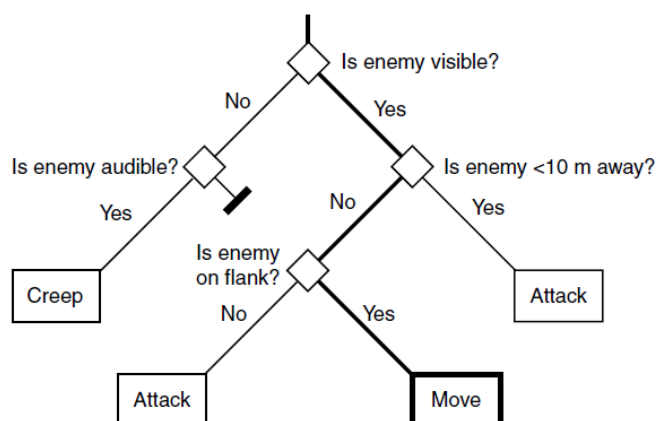 Is enemy visible?
No
Yes
Is enemy audible?
Is enemy <10 m away?
Yes
No
Yes
Is enemy
on flank?
Creep
Attack
No
Yes
Attack
Move